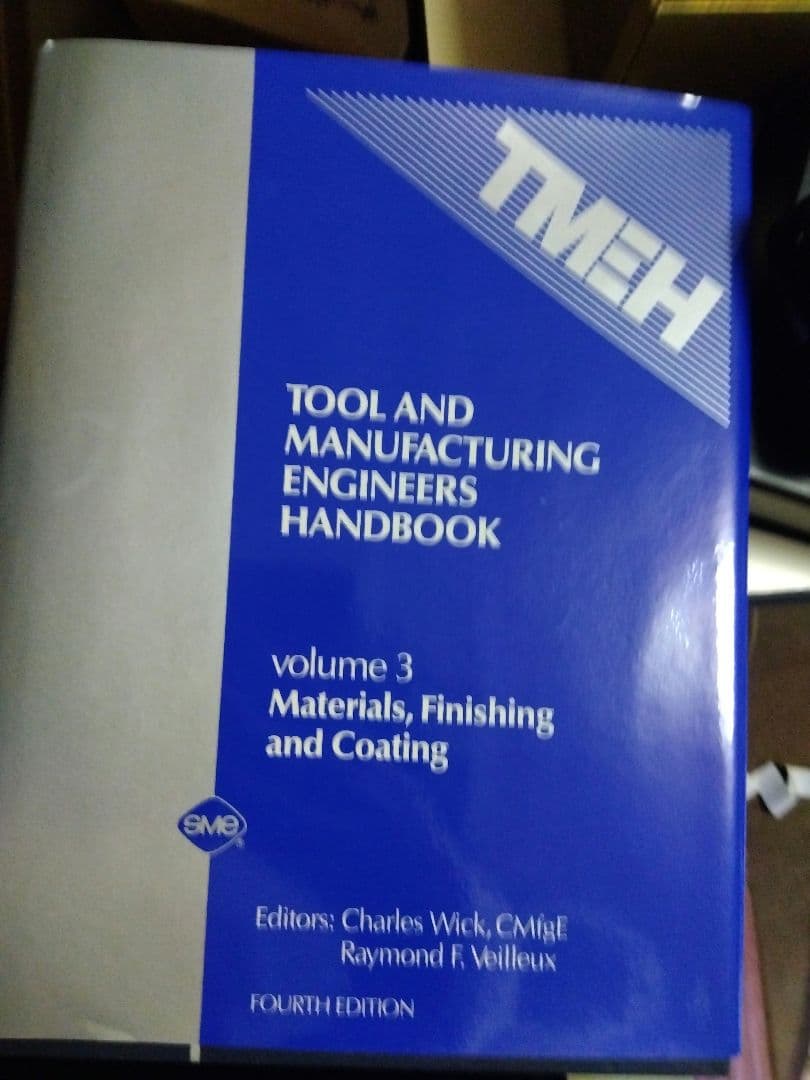 TMEH
TOOL AND
MANUFACTURING
ENGINEERS
HANDBOOK
volume 3
Materials, Finishing
and Coating
SME
Editors: Charles Wick, CMfgE
Raymond F. Veilleux
FOURTH EDITION